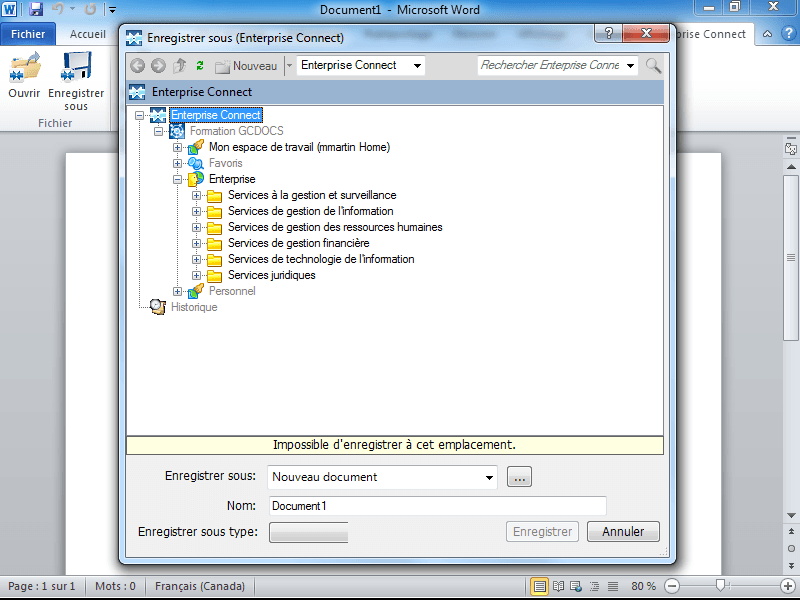 Document1 - Microsoft Word
Fichier
Accueil
prise Connect
Ouvrir
Enregistrer
sous
Fichier
Enregistrer sous (Enterprise Connect)
Nouveau
Enterprise Connect
Rechercher Enterprise Conne
Enterprise Connect
Enterprise Connect
Formation GCDOCS
Mon espace de travail (mmartin Home)
Favoris
Enterprise
Services à la gestion et surveillance
Services de gestion de l'information
Services de gestion des ressources humaines
Services de gestion financière
Services de technologie de l'information
Services juridiques
Personnel
Historique
Impossible d'enregistrer à cet emplacement.
Enregistrer sous:
Nouveau document
...
Nom:
Document1
Enregistrer sous type:
Enregistrer
Annuler
Page : 1 sur 1
Mots : 0
Français (Canada)
80 %